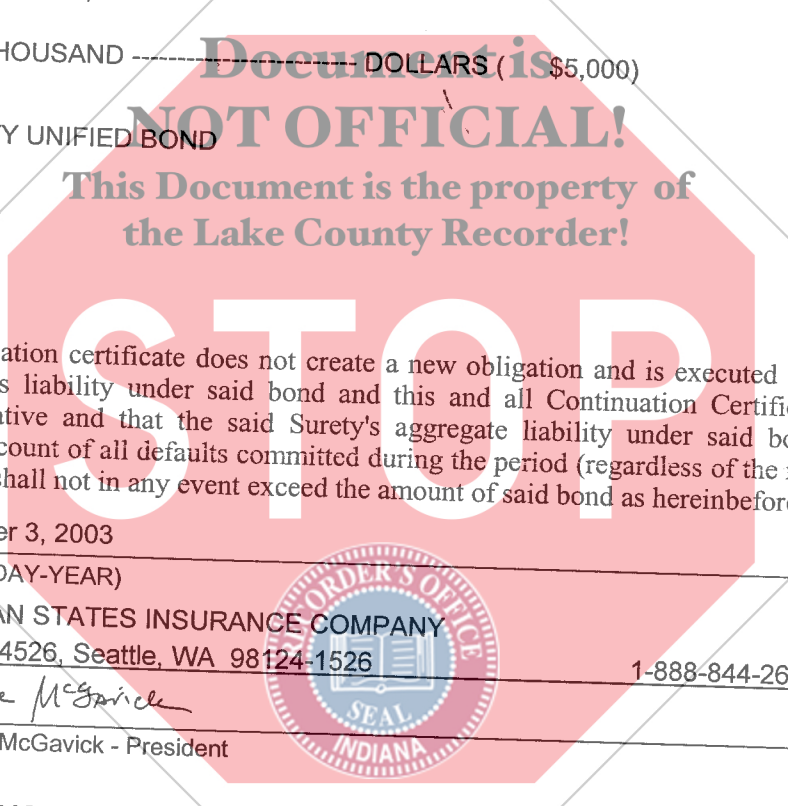 HOUSAND ------------------------ DOLLARS ( $5,000)
Document is
NOT OFFICIAL!
Y UNIFIED BOND
This Document is the property of
the Lake County Recorder!
STOP
ation certificate does not create a new obligation and is executed
s liability under said bond and this and all Continuation Certifi
ative and that the said Surety's aggregate liability under said bo
count of all defaults committed during the period (regardless of the
shall not in any event exceed the amount of said bond as hereinbefor
er 3, 2003
DAY-YEAR)
AN STATES INSURANCE COMPANY
4526, Seattle, WA 98124-1526
1-888-844-26
McGavick
McGavick - President
RECORDER'S OFFICE
SEAL
INDIANA